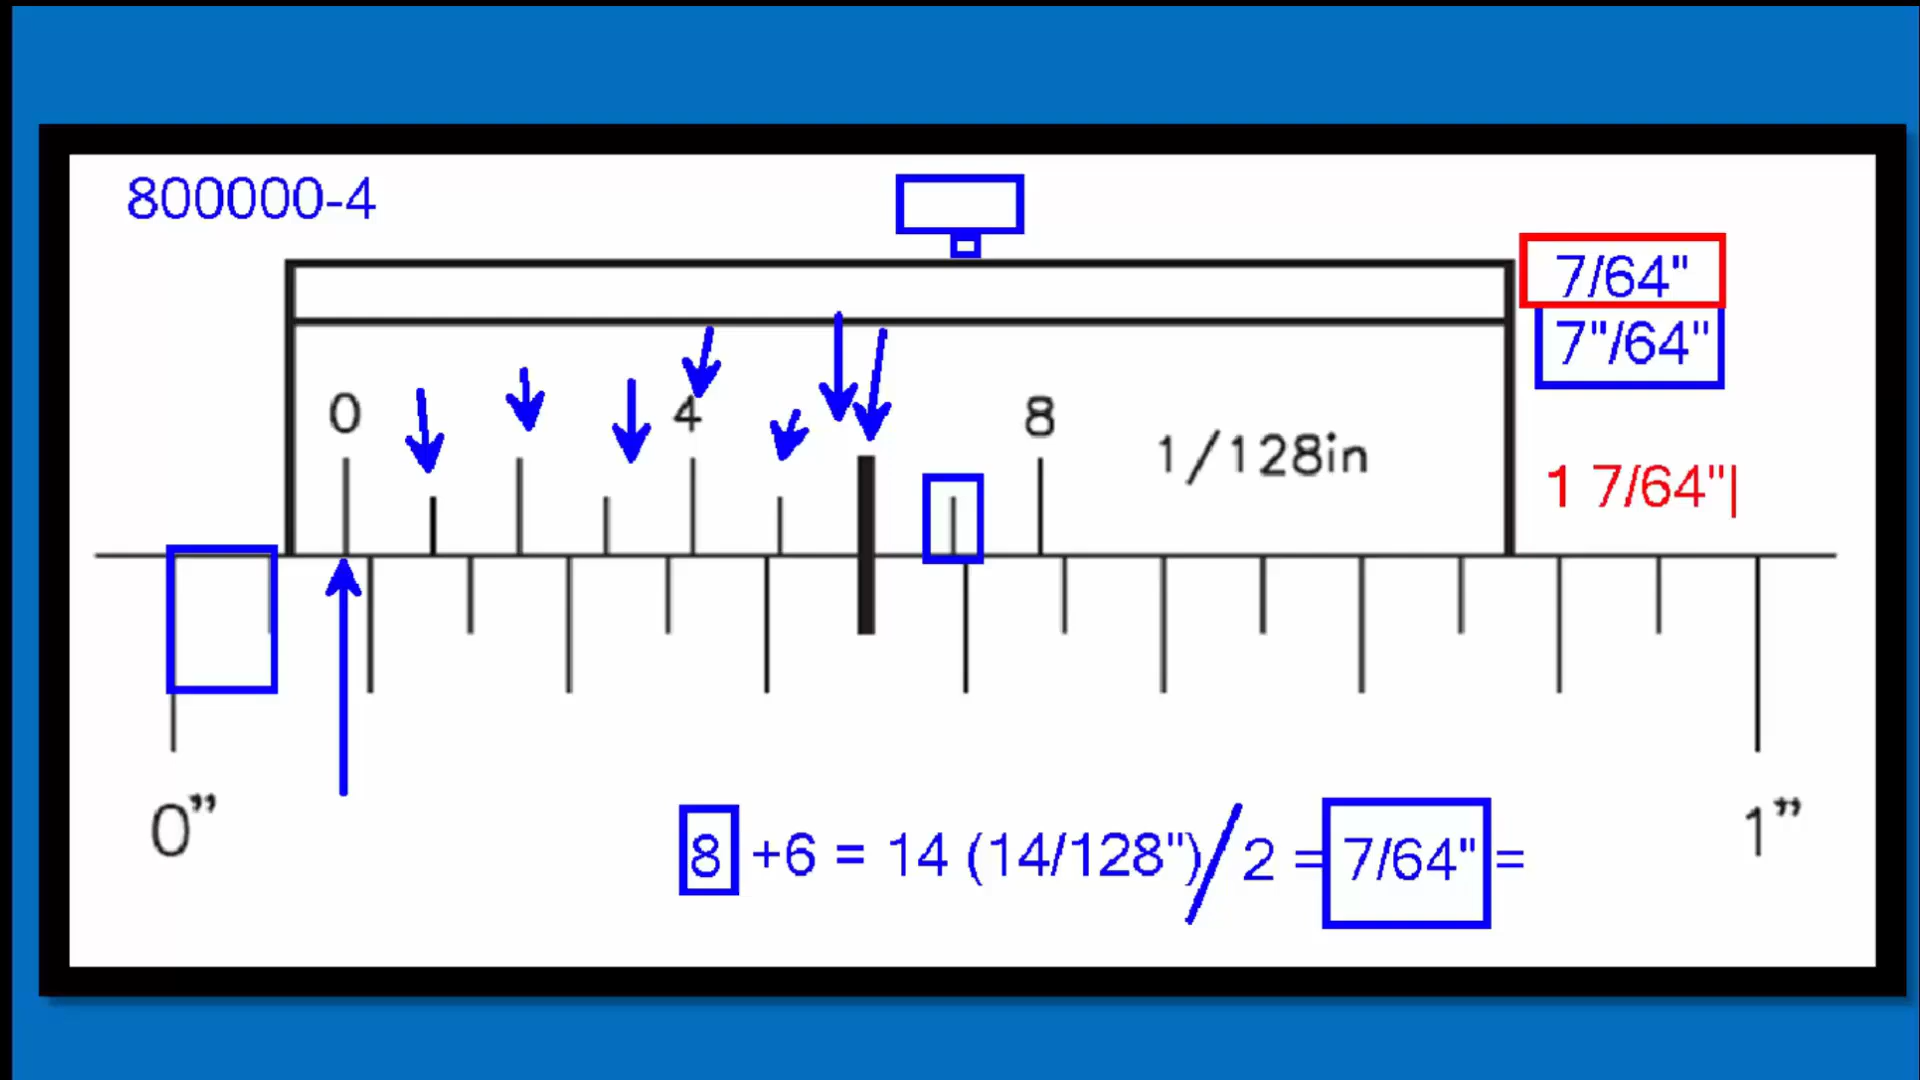 800000-4
7/64"
7"/64"
0 4 8 1/128in
1 7/64"|
0” 1”
8 +6 = 14 (14/128")/2 = 7/64" =